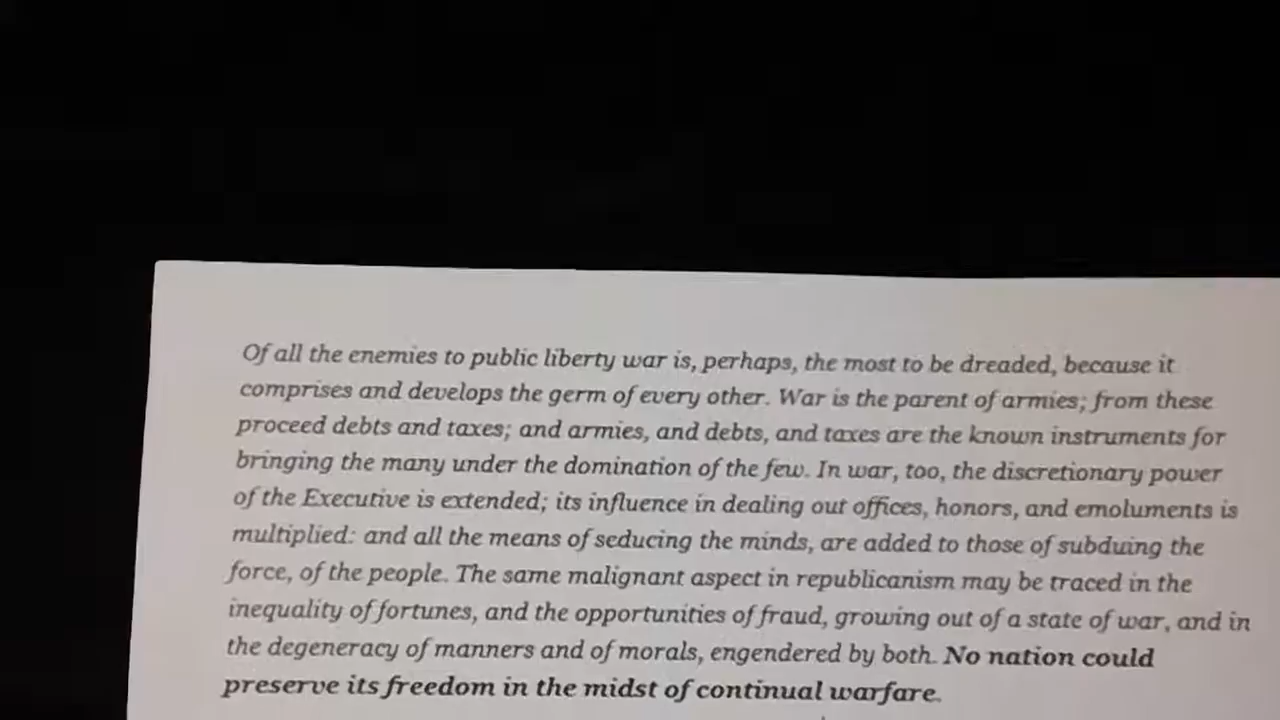 Of all the enemies to public liberty war is, perhaps, the most to be dreaded, because it
comprises and develops the germ of every other. War is the parent of armies; from these
proceed debts and taxes; and armies, and debts, and taxes are the known instruments for
bringing the many under the domination of the few. In war, too, the discretionary power
of the Executive is extended; its influence in dealing out offices, honors, and emoluments is
multiplied: and all the means of seducing the minds, are added to those of subduing the
force, of the people. The same malignant aspect in republicanism may be traced in the
inequality of fortunes, and the opportunities of fraud, growing out of a state of war, and in
the degeneracy of manners and of morals, engendered by both. No nation could
preserve its freedom in the midst of continual warfare.